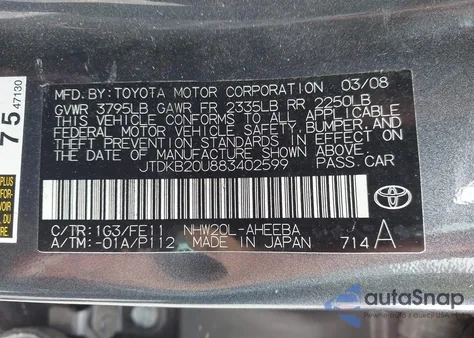 MFD.BY:TOYOTA MOTOR CORPORATION 03/08
GVWR 3795LB GAWR FR 2335LB RR 2250LB
THIS VEHICLE CONFORMS TO ALL APPLICABLE
FEDERAL MOTOR VEHICLE SAFETY, BUMPER, AND
THEFT PREVENTION STANDARDS IN EFFECT ON
THE DATE OF MANUFACTURE SHOWN ABOVE.
JTDKB20U883402599 PASS.CAR
C/TR:1G3/FE11 NHW20L-AHEEBA
A/TM:-01A/P112 MADE IN JAPAN 714 A
75
47130
PLUS
autoSnap